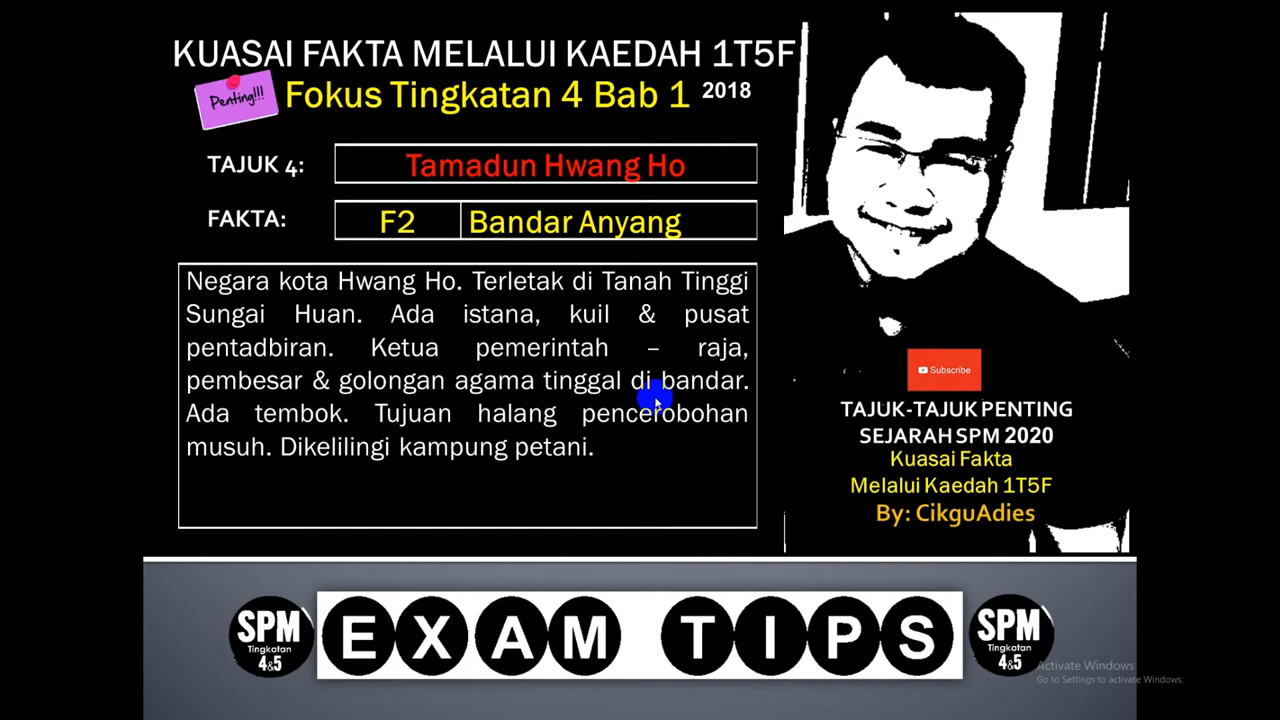 KUASAI FAKTA MELALUI KAEDAH 1T5F
Penting!!!
Fokus Tingkatan 4 Bab 1 2018
TAJUK 4: Tamadun Hwang Ho
FAKTA: F2 Bandar Anyang
Negara kota Hwang Ho. Terletak di Tanah Tinggi
Sungai Huan. Ada istana, kuil & pusat
pentadbiran. Ketua pemerintah – raja,
pembesar & golongan agama tinggal di bandar.
Ada tembok. Tujuan halang pencerobohan
musuh. Dikelilingi kampung petani.
Subscribe
TAJUK-TAJUK PENTING
SEJARAH SPM 2020
Kuasai Fakta
Melalui Kaedah 1T5F
By: CikguAdies
SPM
Tingkatan
4&5
EXAM TIPS
SPM
Tingkatan
4&5
Activate Windows
Go to Settings to activate Windows.